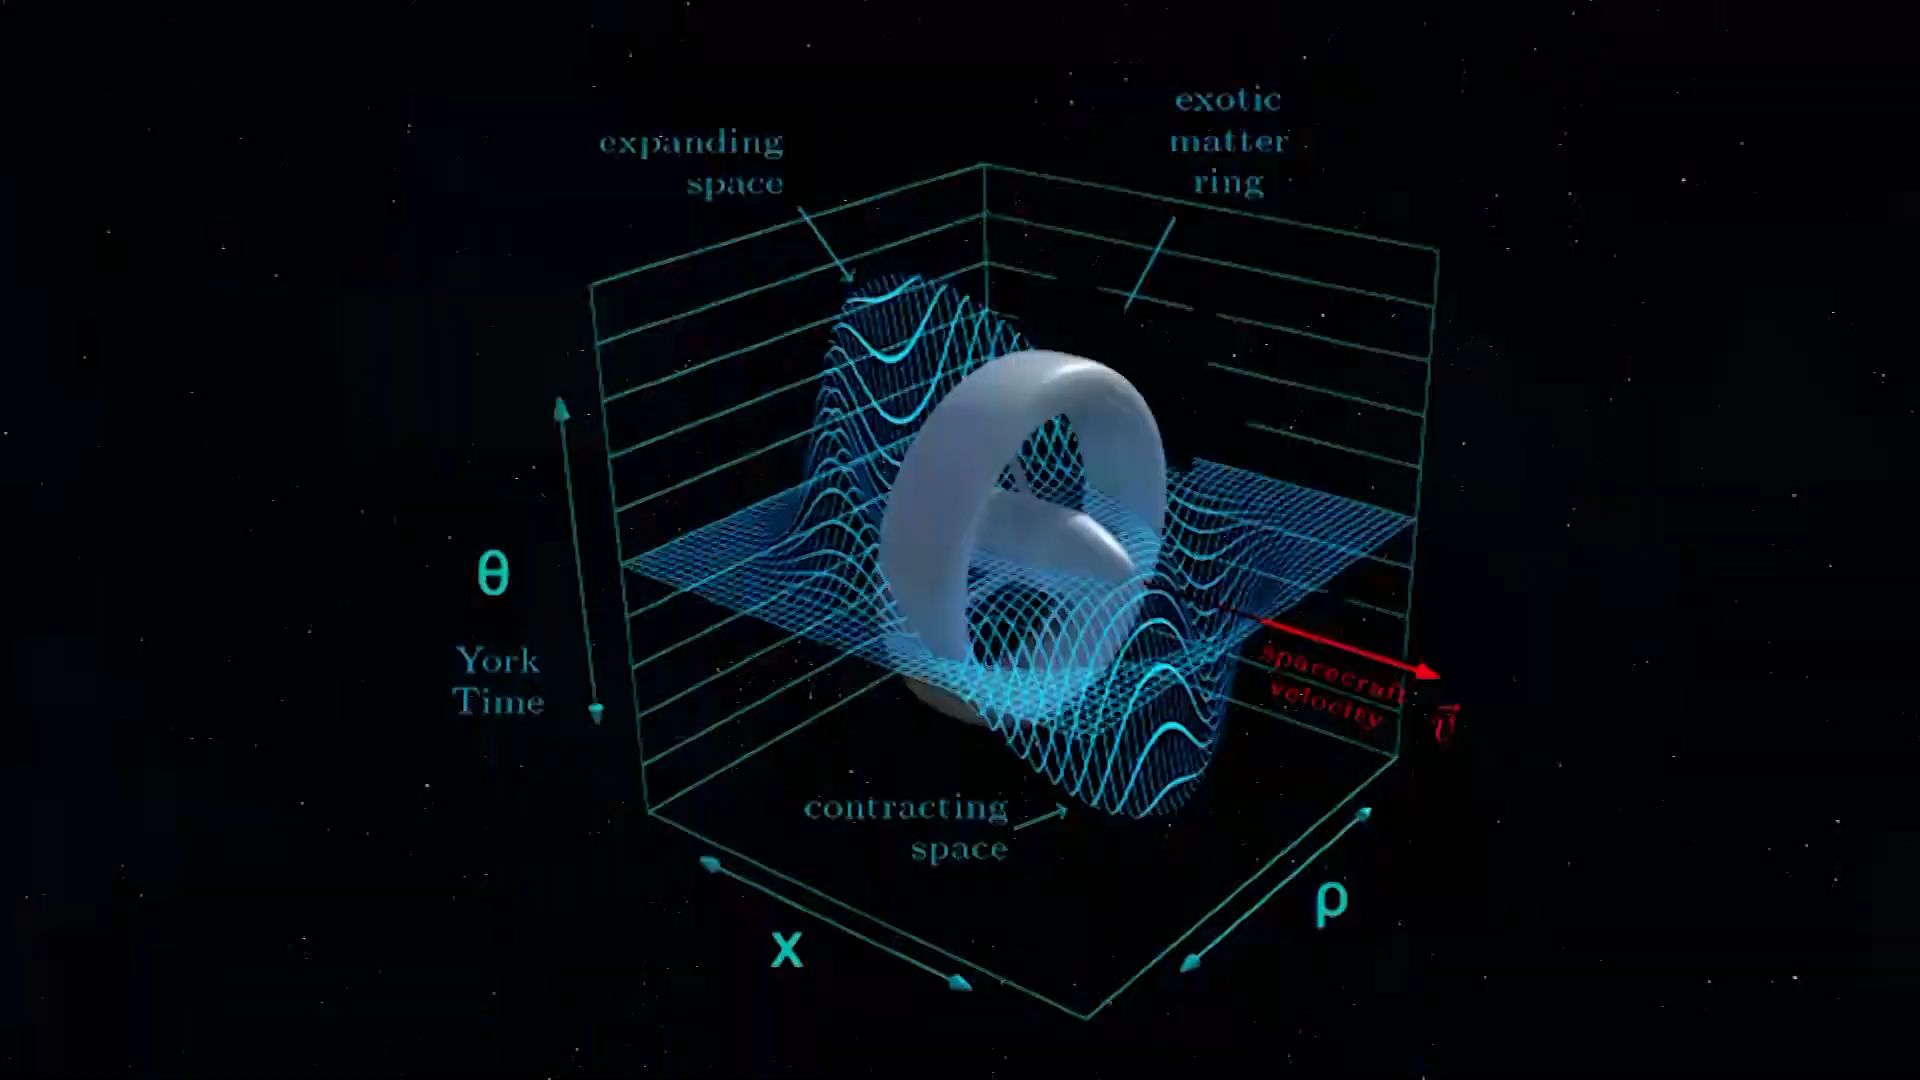 exotic
matter
ring
expanding
space
θ
York
Time
spacecraft
velocity
v⃗
contracting
space
ρ
x